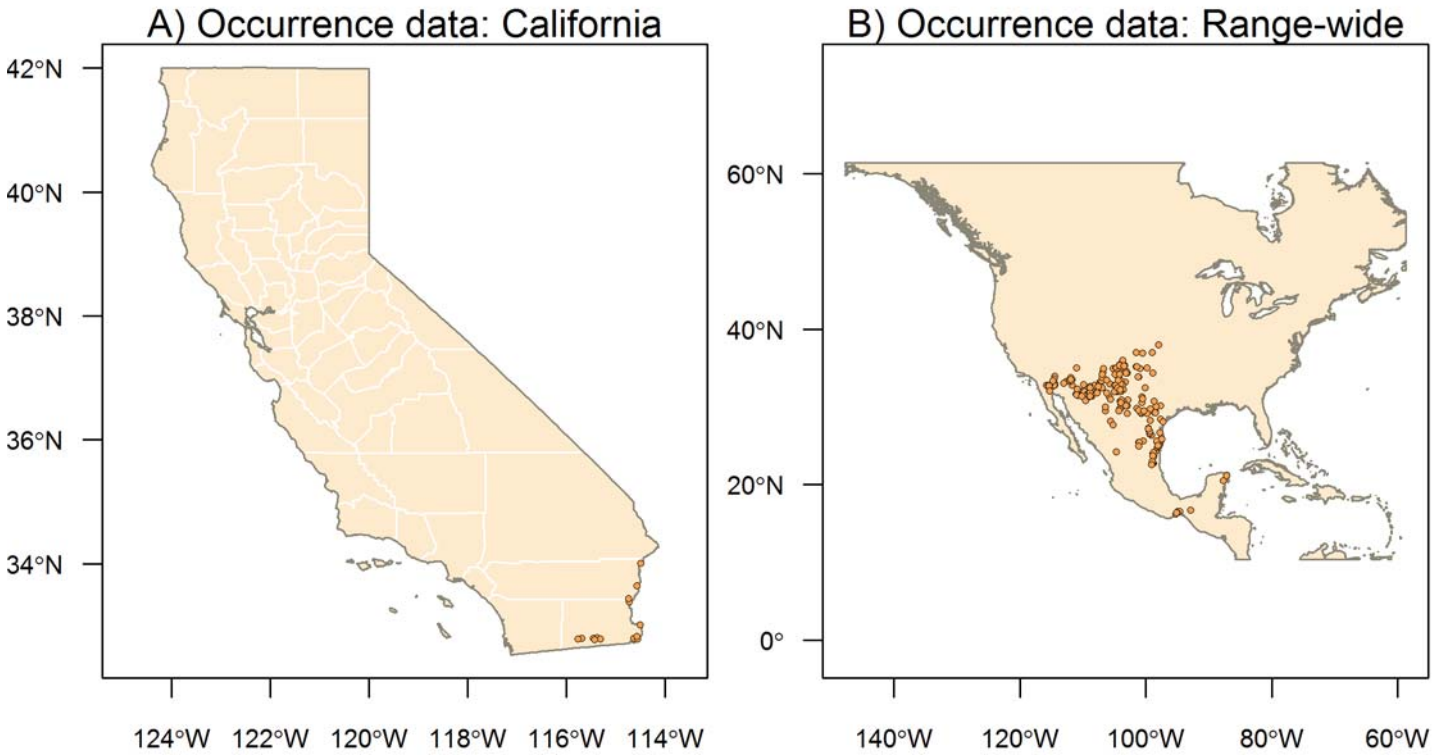 A) Occurrence data: California
42°N
40°N
38°N
36°N
34°N
124°W 122°W 120°W 118°W 116°W 114°W
B) Occurrence data: Range-wide
60°N
40°N
20°N
0°
140°W 120°W 100°W 80°W 60°W